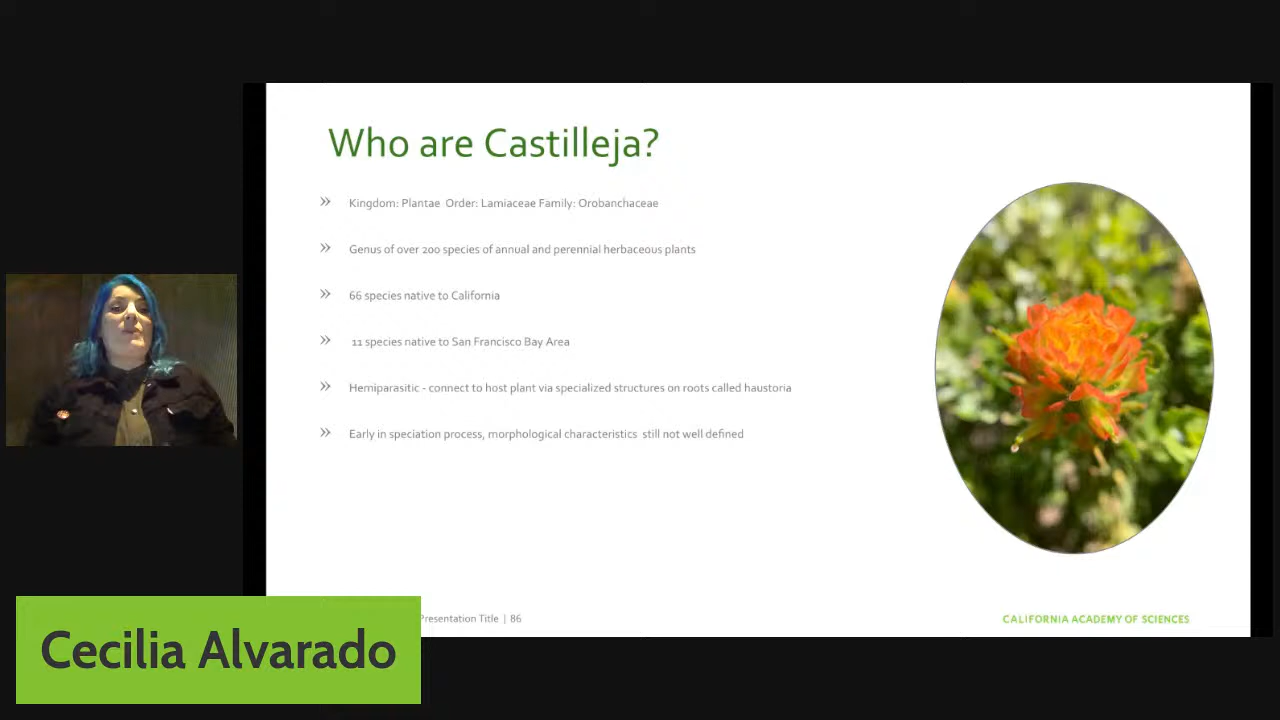 Who are Castilleja?
» Kingdom: Plantae Order: Lamiaceae Family: Orobanchaceae
» Genus of over 200 species of annual and perennial herbaceous plants
» 66 species native to California
» 11 species native to San Francisco Bay Area
» Hemiparasitic - connect to host plant via specialized structures on roots called haustoria
» Early in speciation process, morphological characteristics still not well defined
Presentation Title | 86
CALIFORNIA ACADEMY OF SCIENCES
Cecilia Alvarado